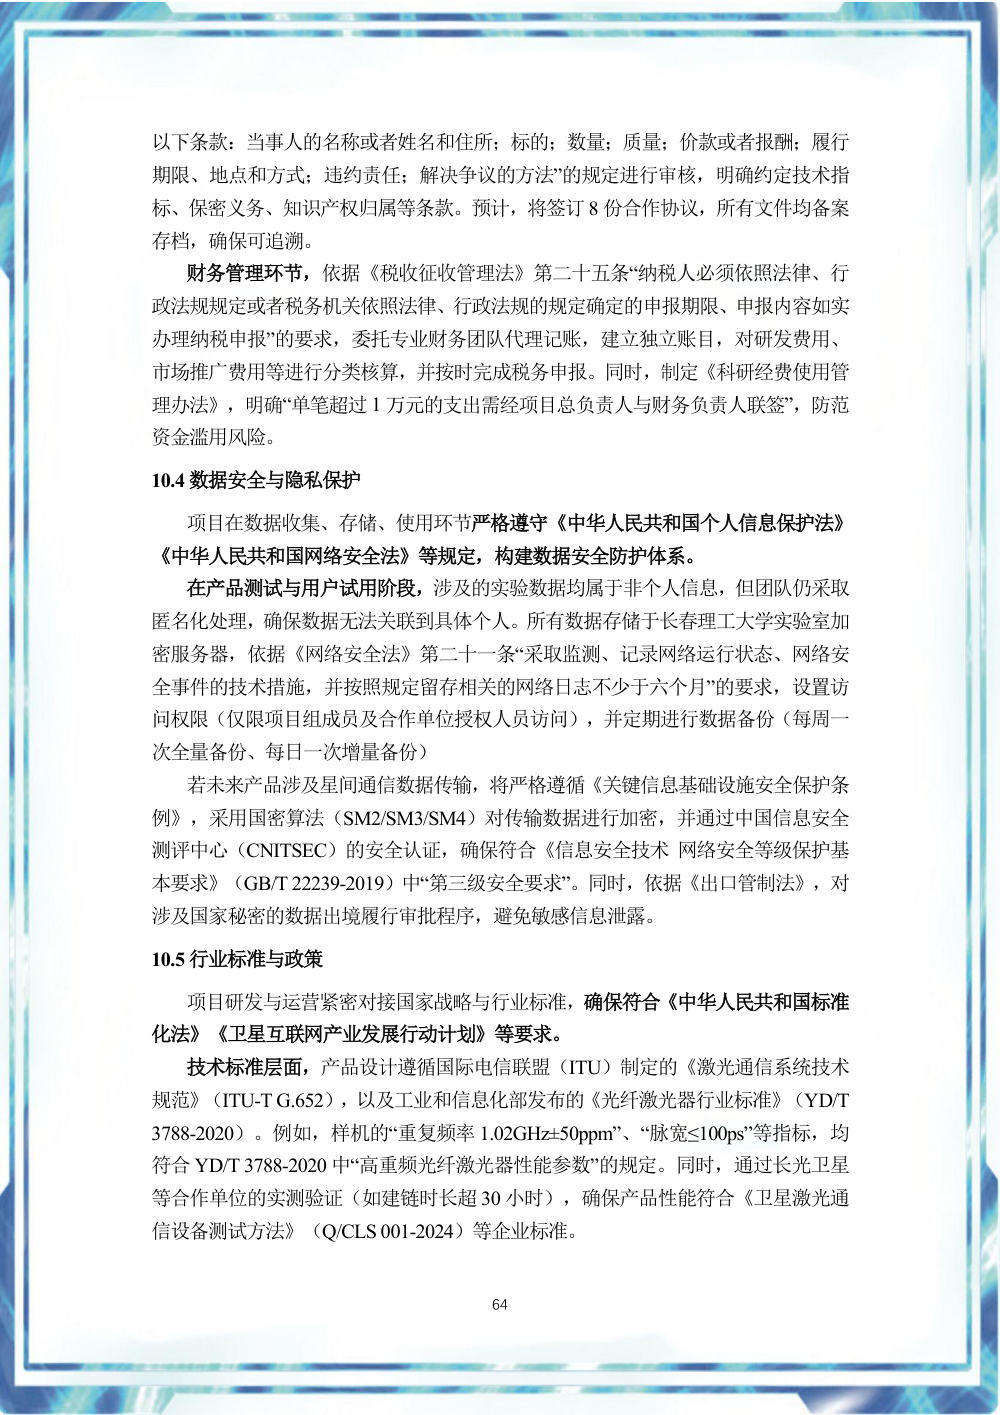 以下条款：当事人的名称或者姓名和住所；标的；数量；质量；价款或者报酬；履行
期限、地点和方式；违约责任；解决争议的方法”的规定进行审核，明确约定技术指
标、保密义务、知识产权归属等条款。预计，将签订 8 份合作协议，所有文件均备案
存档，确保可追溯。
财务管理环节，依据《税收征收管理法》第二十五条“纳税人必须依照法律、行
政法规规定或者税务机关依照法律、行政法规的规定确定的申报期限、申报内容如实
办理纳税申报”的要求，委托专业财务团队代理记账，建立独立账目，对研发费用、
市场推广费用等进行分类核算，并按时完成税务申报。同时，制定《科研经费使用管
理办法》，明确“单笔超过 1 万元的支出需经项目总负责人与财务负责人联签”，防范
资金滥用风险。
10.4 数据安全与隐私保护
项目在数据收集、存储、使用环节严格遵守《中华人民共和国个人信息保护法》
《中华人民共和国网络安全法》等规定，构建数据安全防护体系。
在产品测试与用户试用阶段，涉及的实验数据均属于非个人信息，但团队仍采取
匿名化处理，确保数据无法关联到具体个人。所有数据存储于长春理工大学实验室加
密服务器，依据《网络安全法》第二十一条“采取监测、记录网络运行状态、网络安
全事件的技术措施，并按照规定留存相关的网络日志不少于六个月”的要求，设置访
问权限（仅限项目组成员及合作单位授权人员访问），并定期进行数据备份（每周一
次全量备份、每日一次增量备份）
若未来产品涉及星间通信数据传输，将严格遵循《关键信息基础设施安全保护条
例》，采用国密算法（SM2/SM3/SM4）对传输数据进行加密，并通过中国信息安全
测评中心（CNITSEC）的安全认证，确保符合《信息安全技术 网络安全等级保护基
本要求》（GB/T 22239-2019）中“第三级安全要求”。同时，依据《出口管制法》，对
涉及国家秘密的数据出境履行审批程序，避免敏感信息泄露。
10.5 行业标准与政策
项目研发与运营紧密对接国家战略与行业标准，确保符合《中华人民共和国标准
化法》《卫星互联网产业发展行动计划》等要求。
技术标准层面，产品设计遵循国际电信联盟（ITU）制定的《激光通信系统技术
规范》（ITU-T G.652），以及工业和信息化部发布的《光纤激光器行业标准》（YD/T
3788-2020）。例如，样机的“重复频率 1.02GHz±50ppm”、“脉宽≤100ps”等指标，均
符合 YD/T 3788-2020 中“高重频光纤激光器性能参数”的规定。同时，通过长光卫星
等合作单位的实测验证（如建链时长超 30 小时），确保产品性能符合《卫星激光通
信设备测试方法》（Q/CLS 001-2024）等企业标准。
64